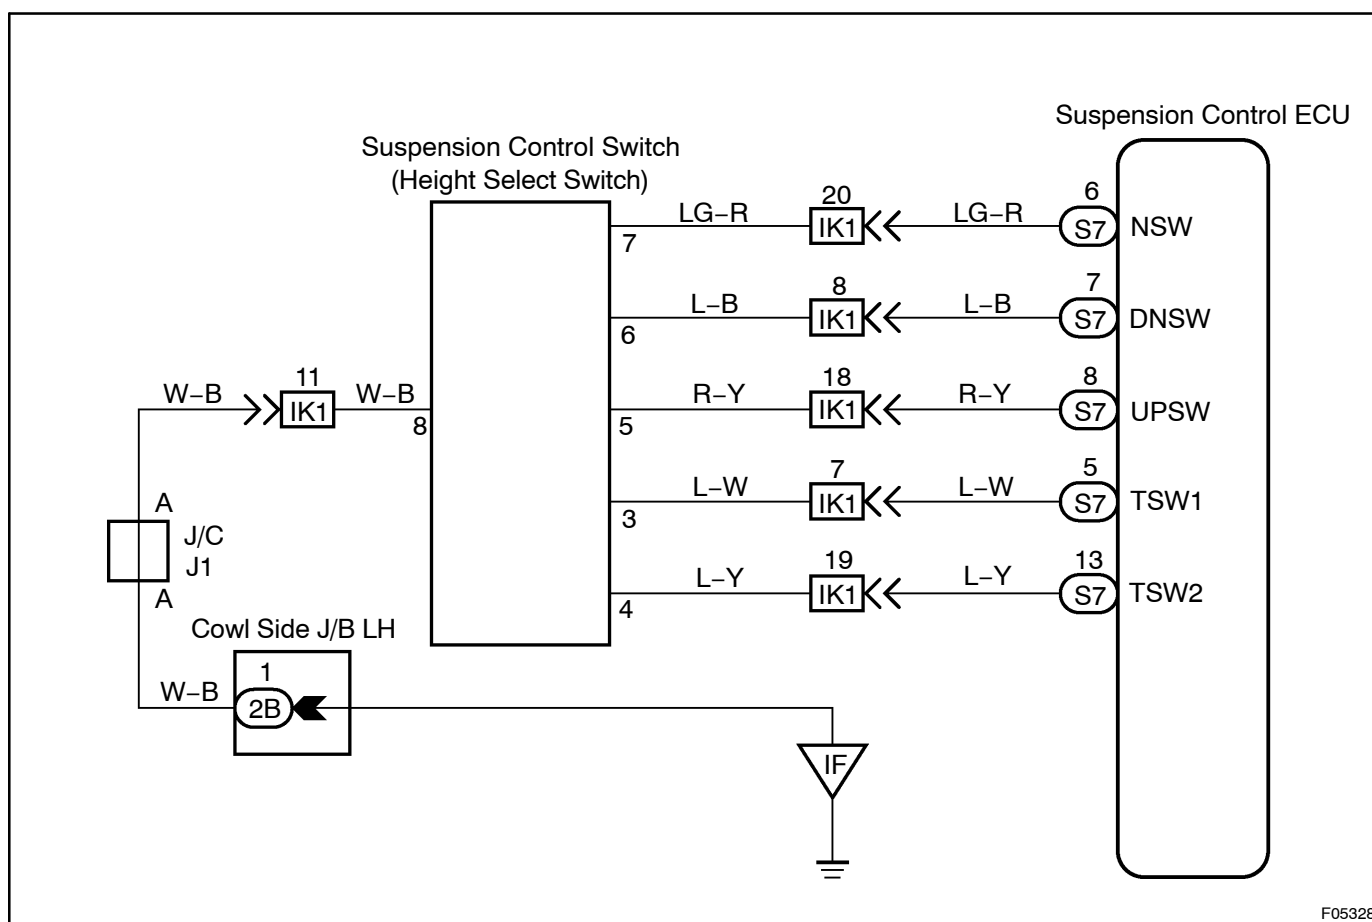 Suspension Control ECU
Suspension Control Switch
(Height Select Switch)
LG–R
20
IK1
LG–R
6
S7
NSW
7
L–B
8
IK1
L–B
7
S7
DNSW
6
W–B
11
IK1
W–B
8
R–Y
18
IK1
R–Y
8
S7
UPSW
5
L–W
7
IK1
L–W
5
S7
TSW1
3
A
J/C
J1
A
L–Y
19
IK1
L–Y
13
S7
TSW2
4
Cowl Side J/B LH
W–B
1
2B
IF